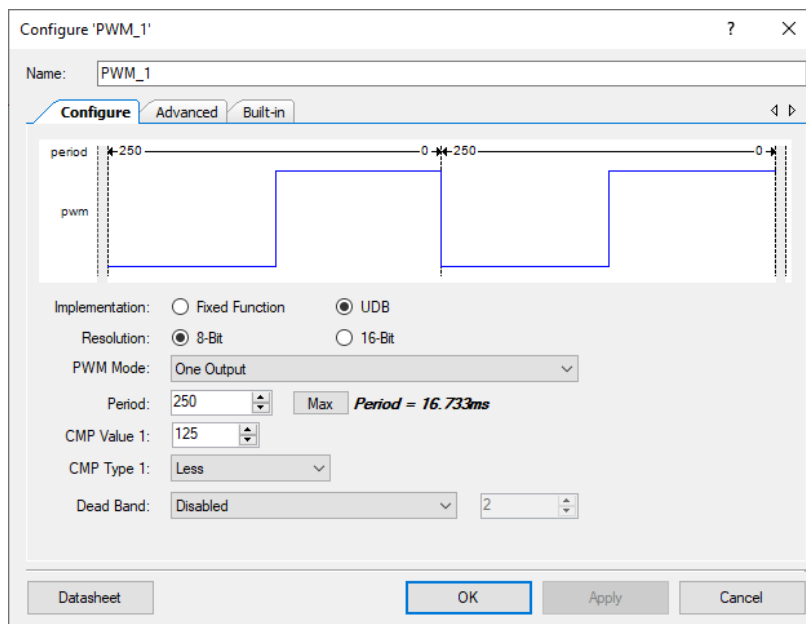 Configure 'PWM_1'
?
Name: PWM_1
Configure Advanced Built-in
period 250 0 250 0
pwm
Implementation: Fixed Function UDB
Resolution: 8-Bit 16-Bit
PWM Mode: One Output
Period: 250 Max Period = 16.733ms
CMP Value 1: 125
CMP Type 1: Less
Dead Band: Disabled 2
Datasheet OK Apply Cancel